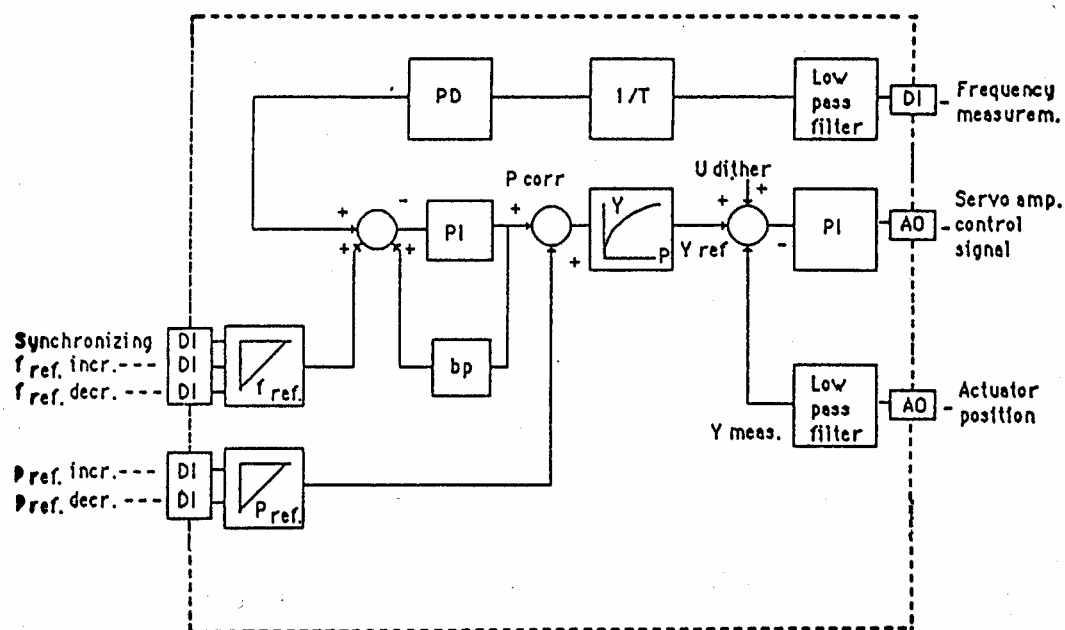 PD
1/T
Low
pass
filter
DI
- Frequency
measurem.
P corr
U dither
+
+
Servo amp.
- control
signal
-
+
+
+
PI
+
+
Y
P
Y ref
-
PI
AO
bp
Synchronizing
f ref. incr.---
f ref. decr.---
DI
DI
DI
f ref.
Low
pass
filter
AO
- Actuator
position
Y meas.
P ref. incr.---
P ref. decr.---
DI
DI
P ref.